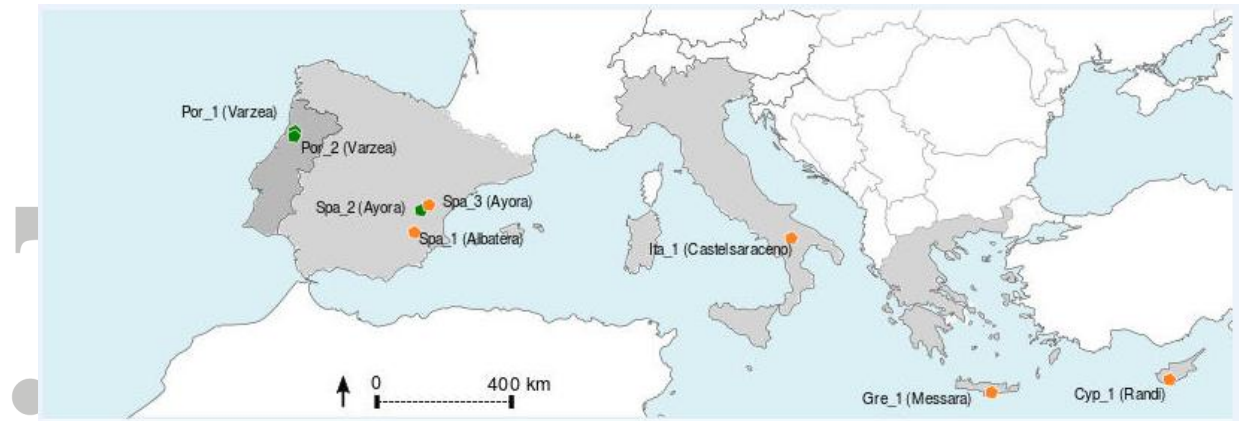 Por_1 (Varzea)
Por_2 (Varzea)
Spa_2 (Ayora)
Spa_3 (Ayora)
Spa_1 (Albatera)
Ita_1 (Castelsaraceno)
0 400 km
Gre_1 (Messara)
Cyp_1 (Randi)